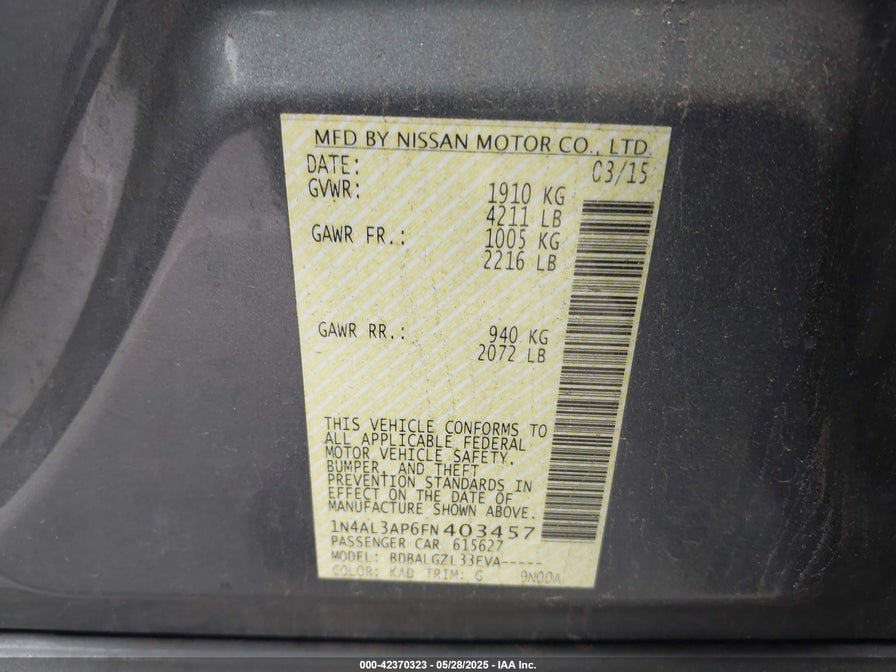 MFD BY NISSAN MOTOR CO., LTD.
DATE: 03/15
GVWR: 1910 KG
4211 LB
GAWR FR.: 1005 KG
2216 LB
GAWR RR.: 940 KG
2072 LB
THIS VEHICLE CONFORMS TO
ALL APPLICABLE FEDERAL
MOTOR VEHICLE SAFETY,
BUMPER, AND THEFT
PREVENTION STANDARDS IN
EFFECT ON THE DATE OF
MANUFACTURE SHOWN ABOVE.
1N4AL3AP6FN403457
PASSENGER CAR 615627
MODEL: BDBALGZL33EVA-----
COLOR: KAD TRIM: G 9N00A
000-42370323 - 05/28/2025 - IAA Inc.